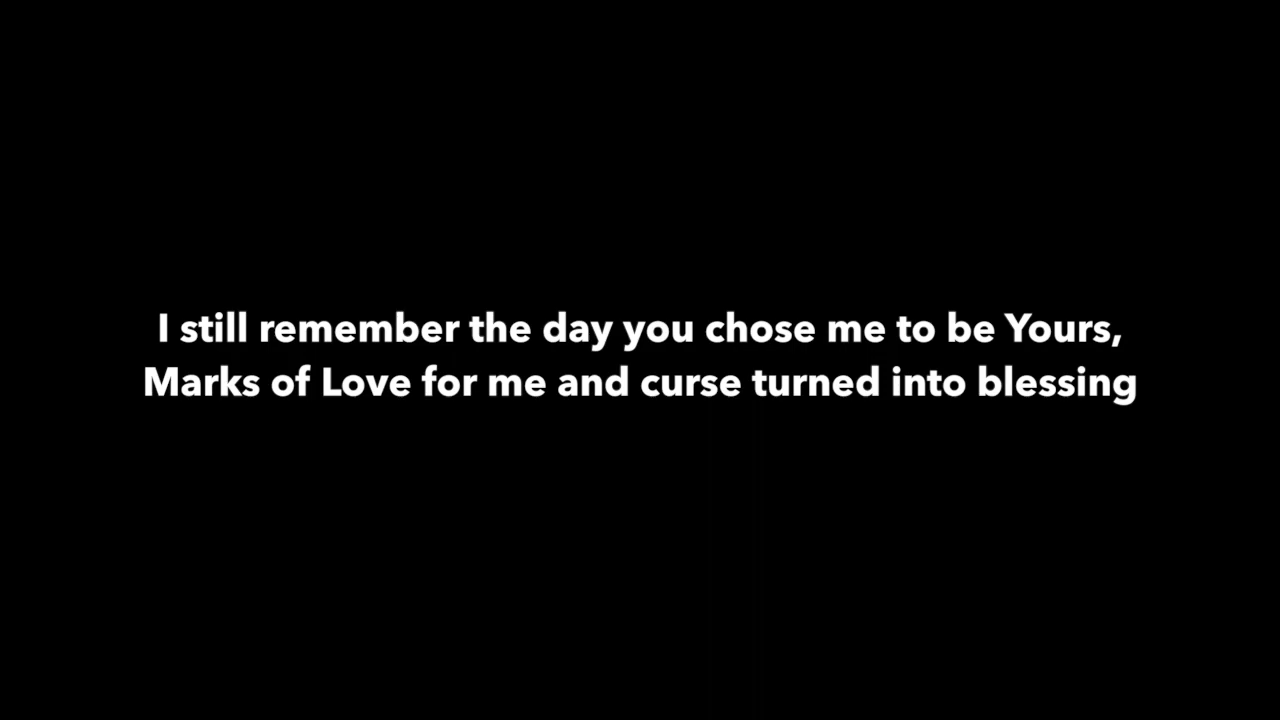 I still remember the day you chose me to be Yours,
Marks of Love for me and curse turned into blessing